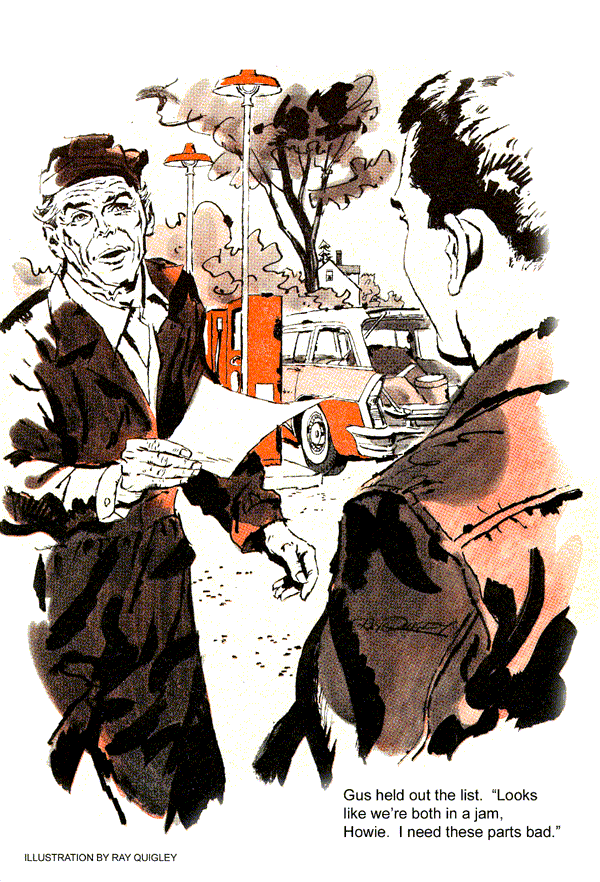 R. QUIGLEY
Gus held out the list.  “Looks
like we’re both in a jam,
Howie.  I need these parts bad.”
ILLUSTRATION BY RAY QUIGLEY